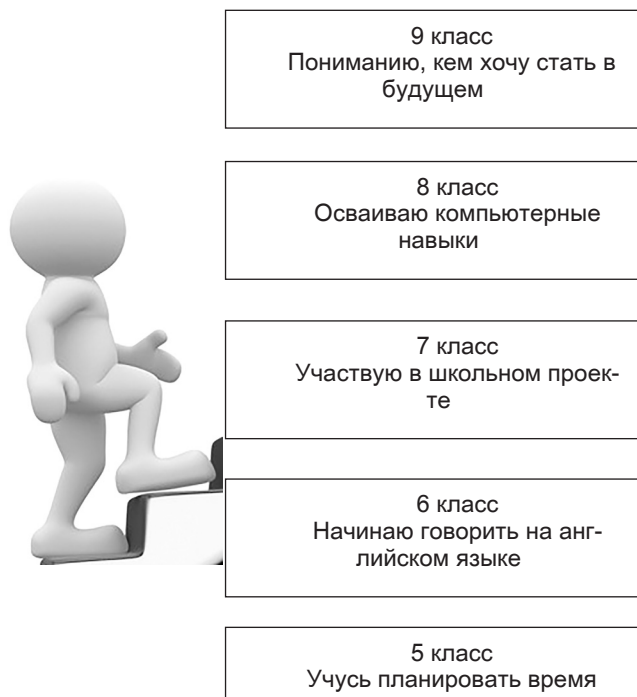 9 класс
Пониманию, кем хочу стать в
будущем
8 класс
Осваиваю компьютерные
навыки
7 класс
Участвую в школьном проек-
те
6 класс
Начинаю говорить на анг-
лийском языке
5 класс
Учусь планировать время